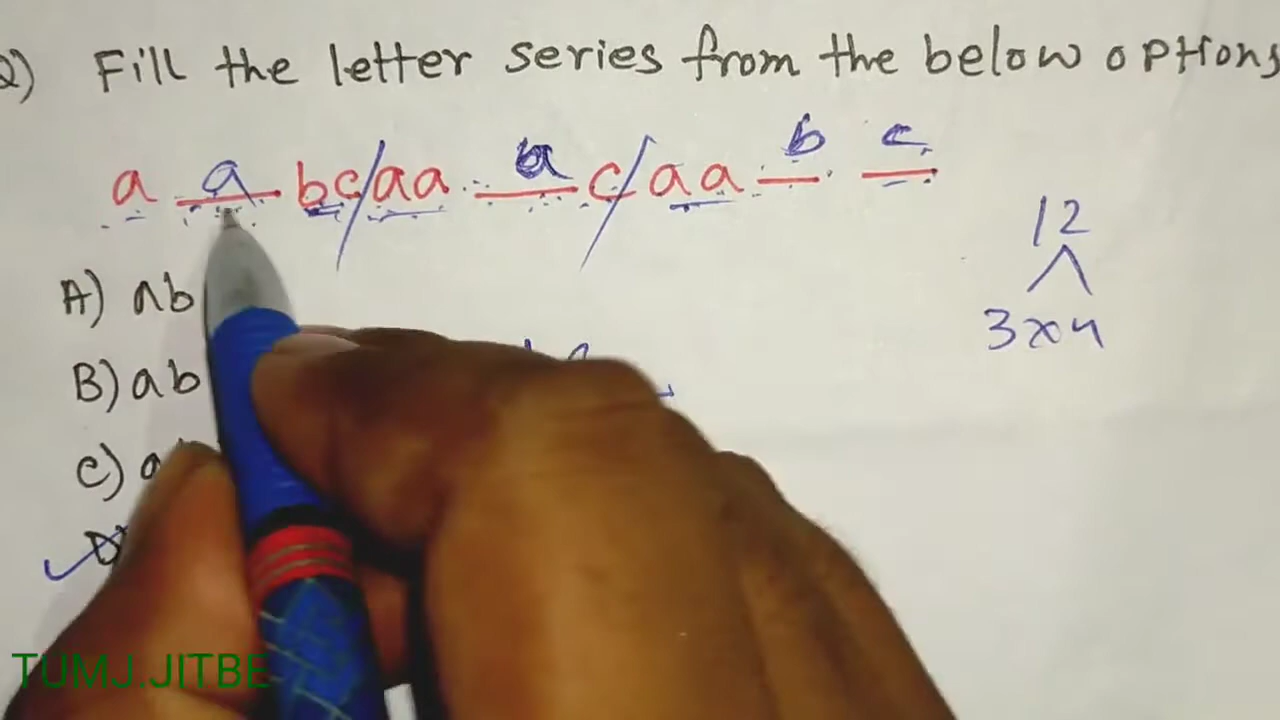 2) Fill the letter series from the below options
a a bc/aa c/aa b c
12
3x4
A) ab
B) ab
C) a
TUMJ.JITBE